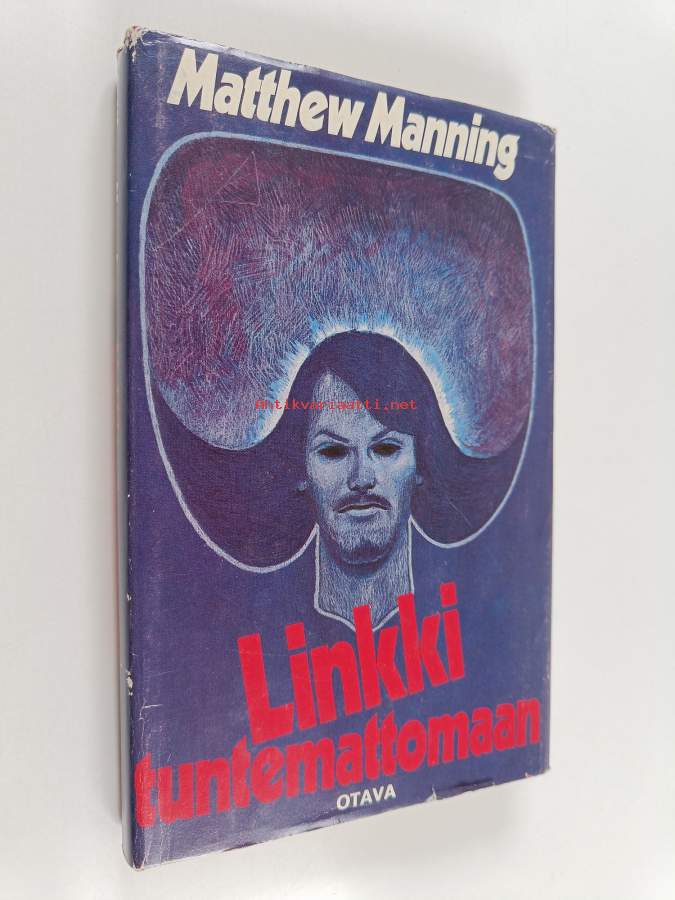 Matthew Manning
Antikvariaatti.net
Linkki
tuntemattomaan
OTAVA